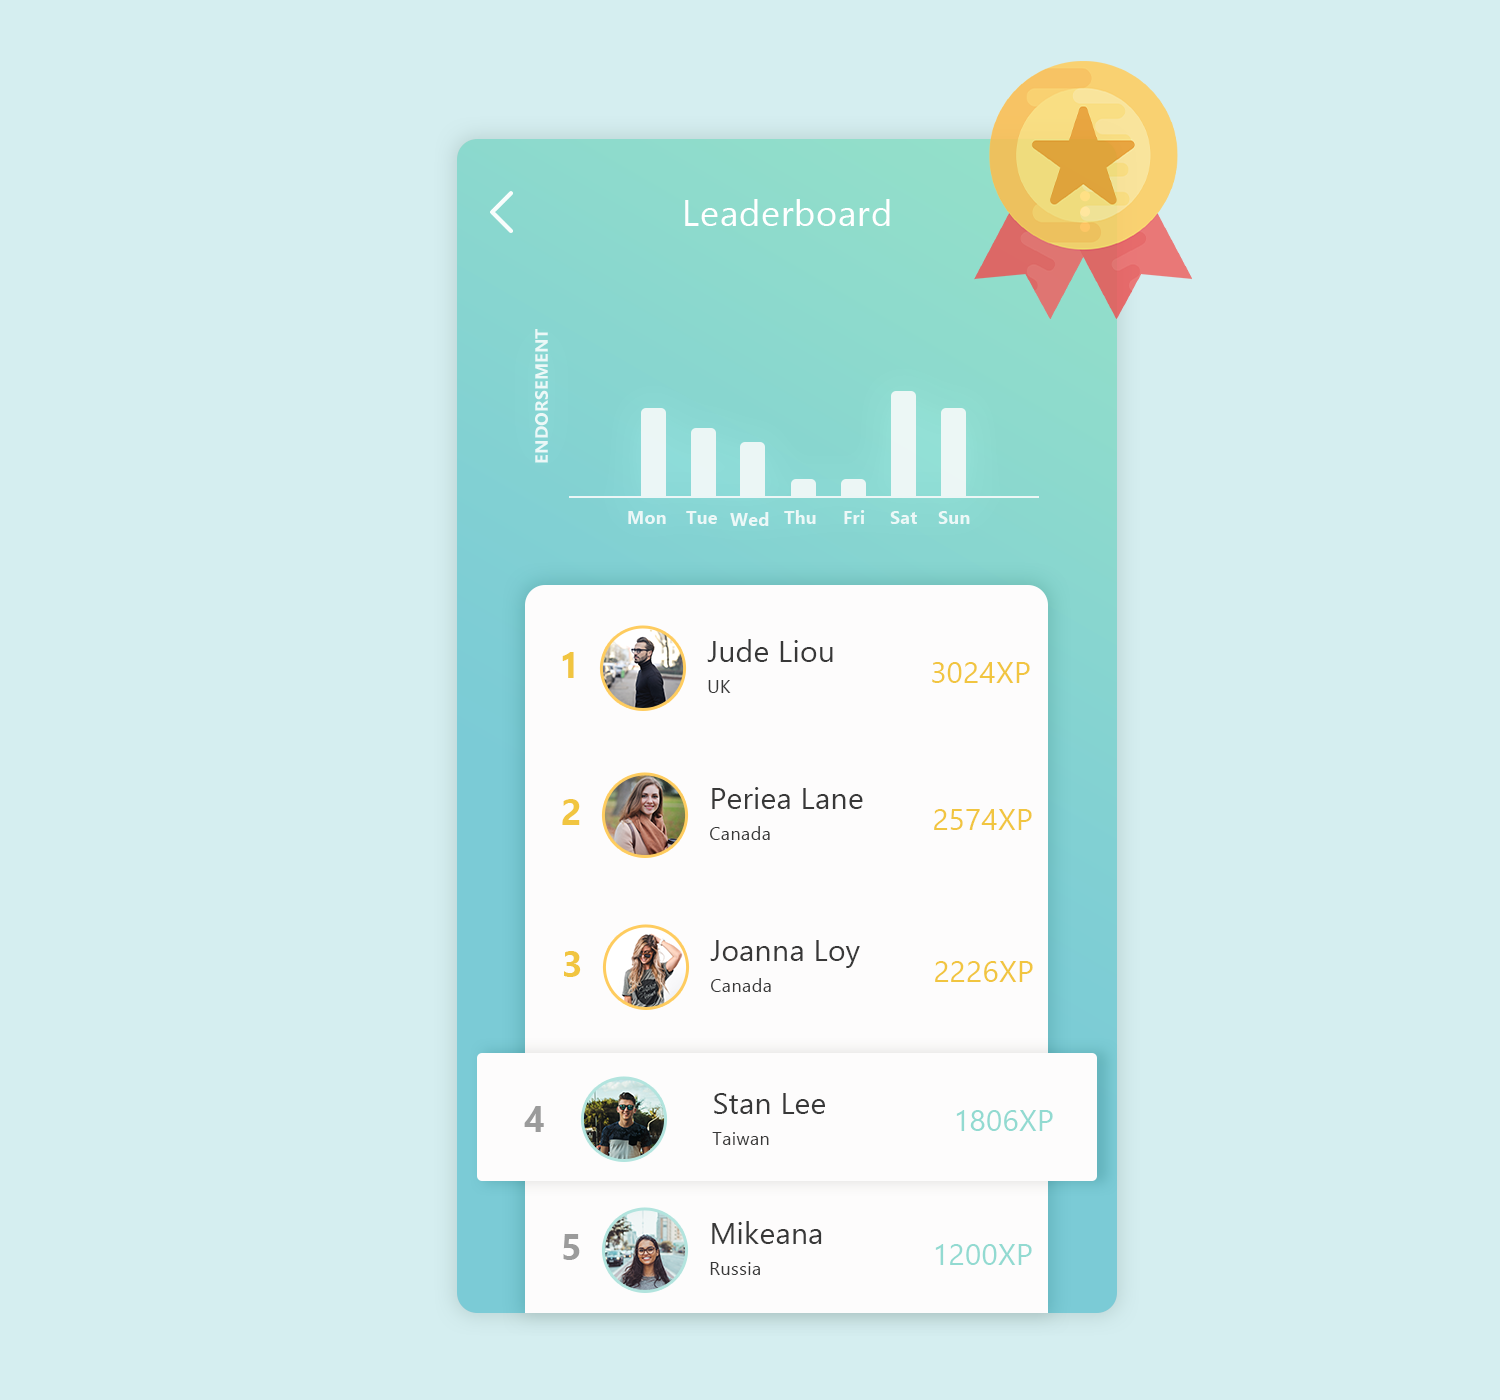 Leaderboard
ENDORSEMENT
Mon Tue Wed Thu Fri Sat Sun
1 Jude Liou 3024XP
UK
2 Periea Lane 2574XP
Canada
3 Joanna Loy 2226XP
Canada
4 Stan Lee 1806XP
Taiwan
5 Mikeana 1200XP
Russia